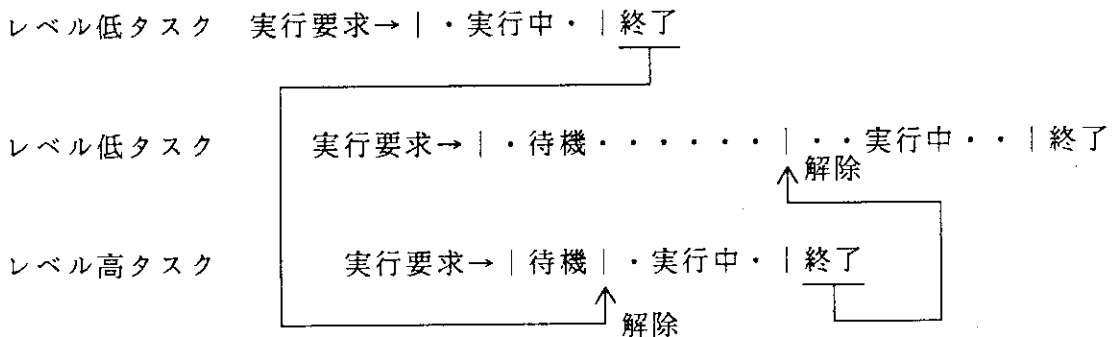 レベル低タスク 実行要求→|・実行中・|終了
レベル低タスク 実行要求→|・待機・・・・・・|・・実行中・・|終了
解除
レベル高タスク 実行要求→|待機|・実行中・|終了
解除